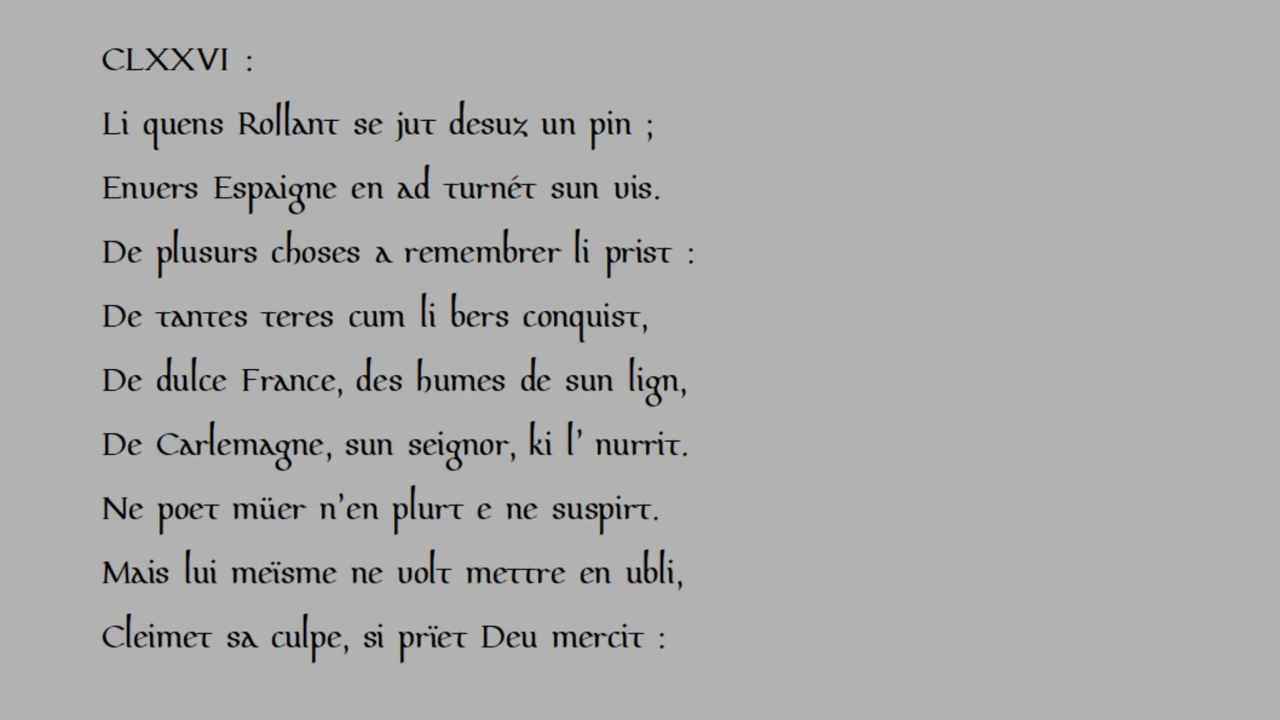 CLXXVI :
Li quens Rollant se jut desuz un pin ;
Envers Espaigne en ad turnét sun vis.
De plusurs choses a remembrer li prist :
De tantes teres cum li bers conquist,
De dulce France, des humes de sun lign,
De Carlemagne, sun seignor, ki l’ nurrit.
Ne poet müer n’en plurt e ne suspirt.
Mais lui meïsme ne volt mettre en ubli,
Cleimet sa culpe, si prïet Deu mercit :